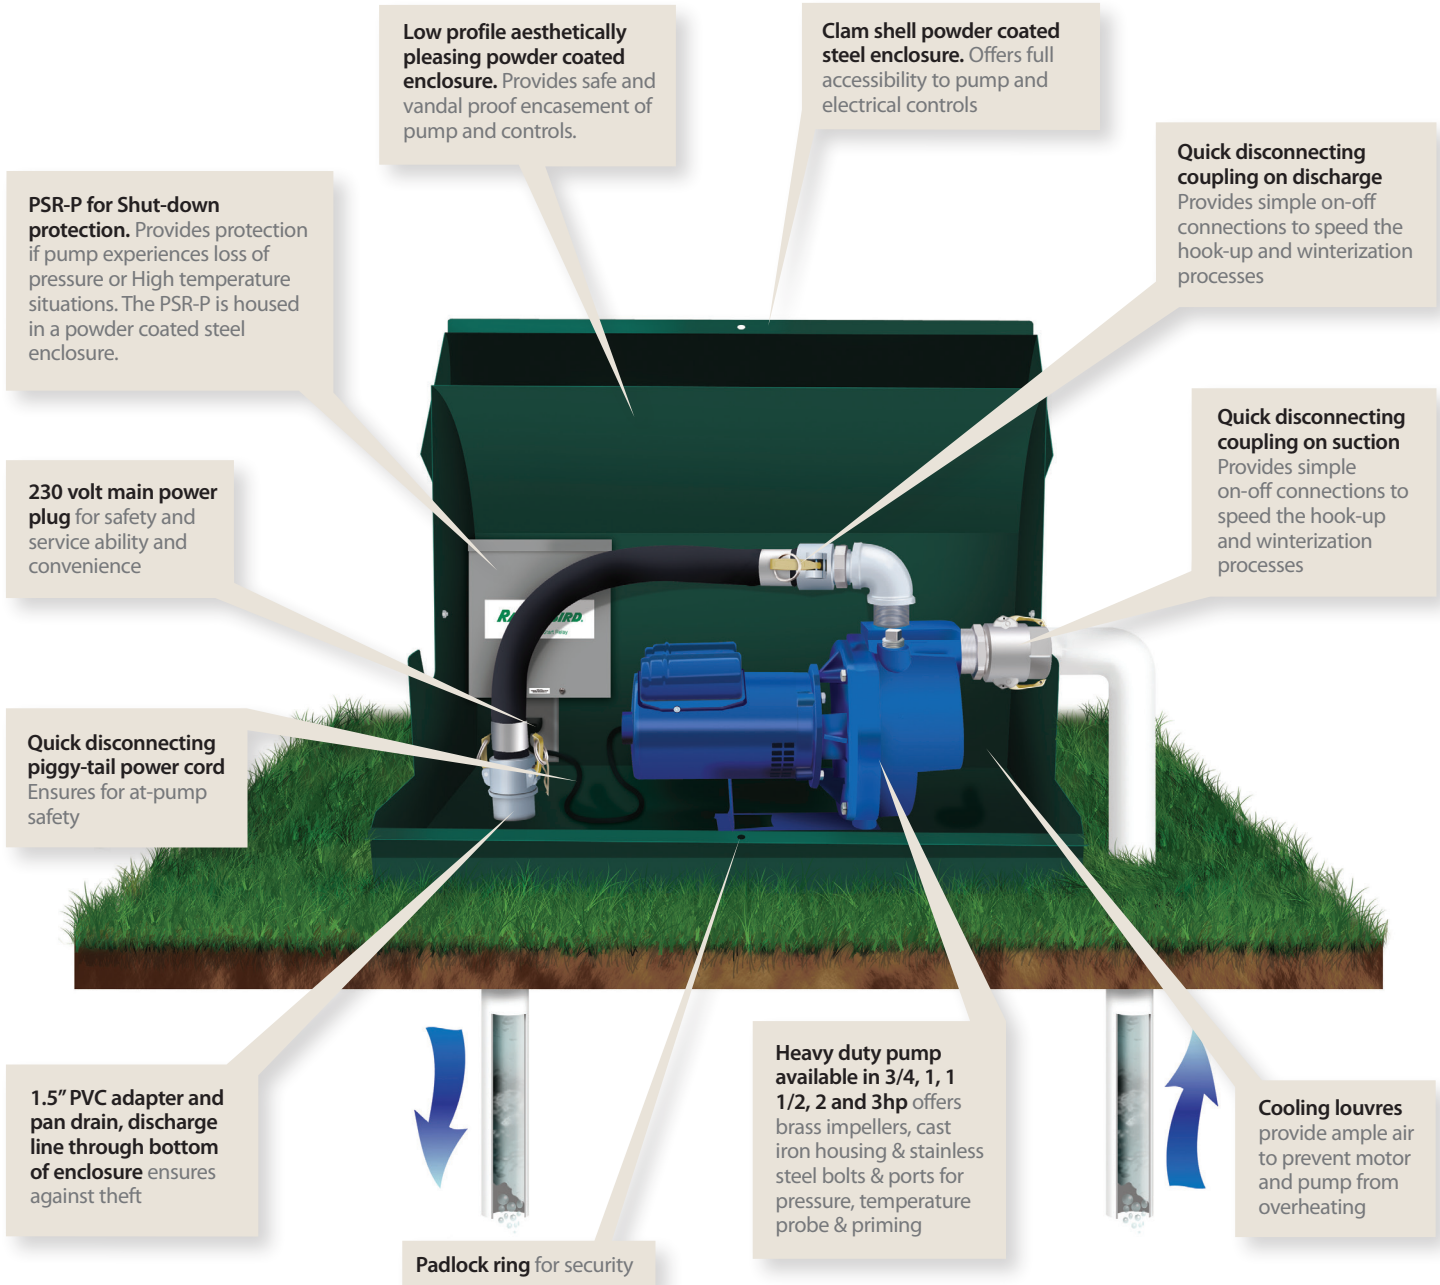 Low profile aesthetically
pleasing powder coated
enclosure. Provides safe and
vandal proof encasement of
pump and controls.
Clam shell powder coated
steel enclosure. Offers full
accessibility to pump and
electrical controls
Quick disconnecting
coupling on discharge
Provides simple on-off
connections to speed the
hook-up and winterization
processes
PSR-P for Shut-down
protection. Provides protection
if pump experiences loss of
pressure or High temperature
situations. The PSR-P is housed
in a powder coated steel
enclosure.
Quick disconnecting
coupling on suction
Provides simple
on-off connections to
speed the hook-up
and winterization
processes
230 volt main power
plug for safety and
service ability and
convenience
Quick disconnecting
piggy-tail power cord
Ensures for at-pump
safety
1.5” PVC adapter and
pan drain, discharge
line through bottom
of enclosure ensures
against theft
Padlock ring for security
Heavy duty pump
available in 3/4, 1, 1
1/2, 2 and 3hp offers
brass impellers, cast
iron housing & stainless
steel bolts & ports for
pressure, temperature
probe & priming
Cooling louvres
provide ample air
to prevent motor
and pump from
overheating